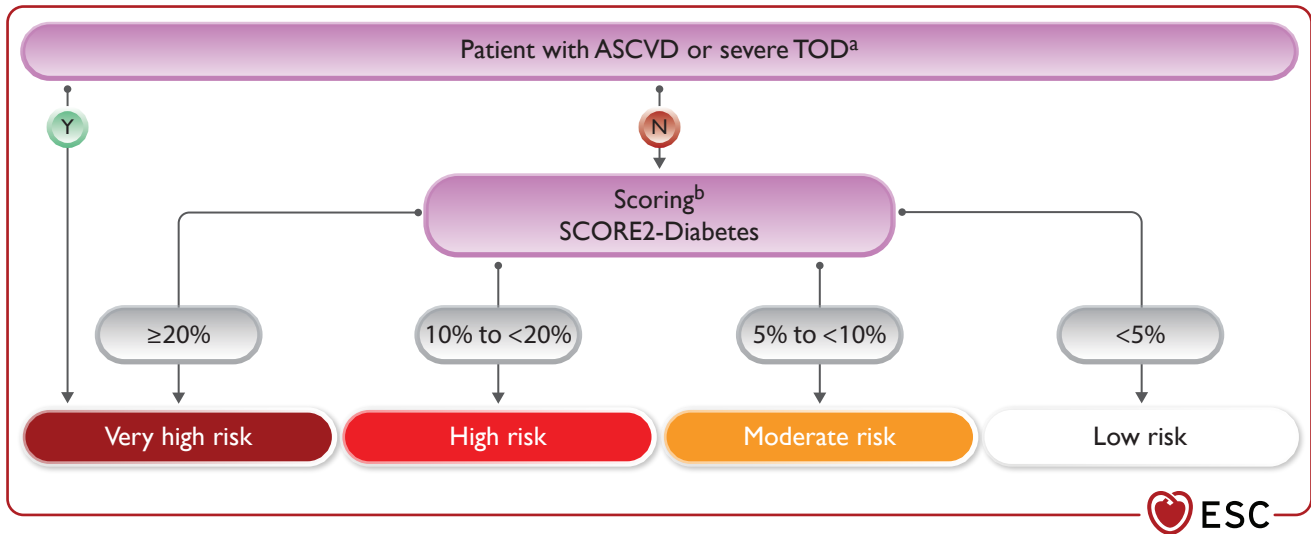 Patient with ASCVD or severe TODᵃ
Y
N
Scoringᵇ
SCORE2-Diabetes
≥20%
10% to <20%
5% to <10%
<5%
Very high risk
High risk
Moderate risk
Low risk
ESC